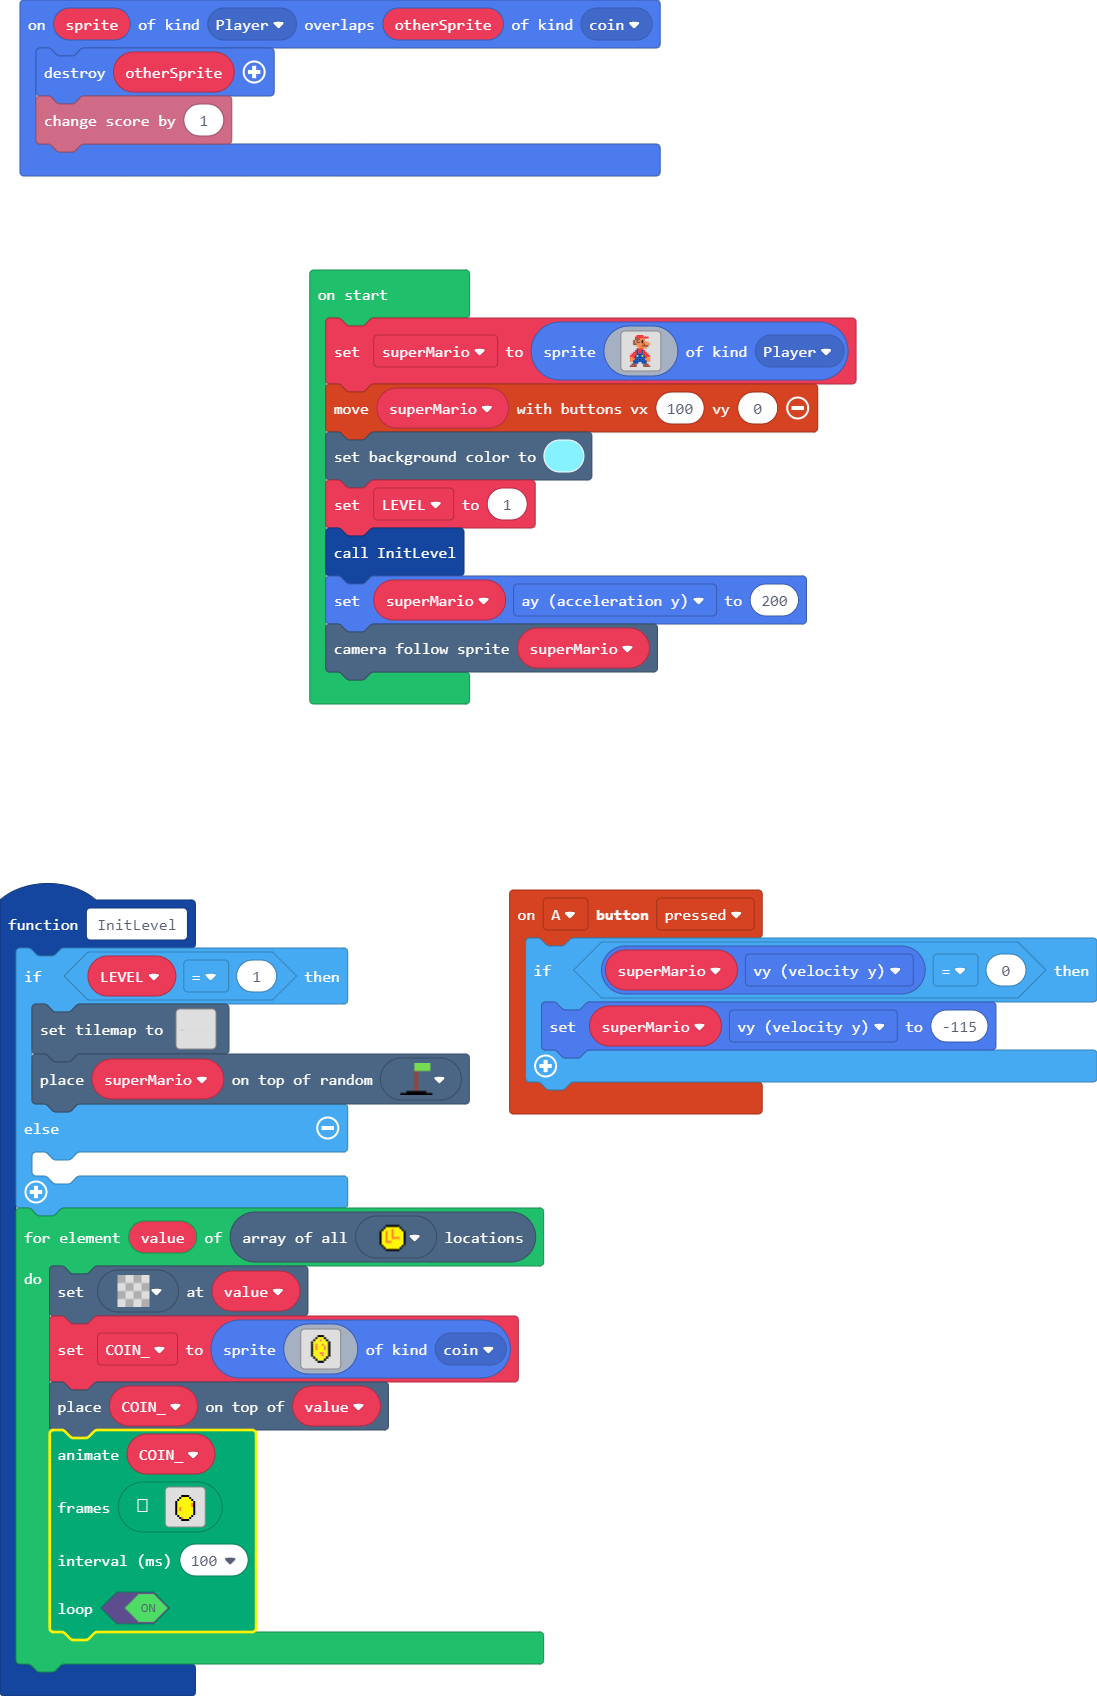 on sprite of kind Player overlaps otherSprite of kind coin
destroy otherSprite
change score by 1
on start
set superMario to sprite of kind Player
move superMario with buttons vx 100 vy 0
set background color to
set LEVEL to 1
call InitLevel
set superMario ay (acceleration y) to 200
camera follow sprite superMario
function InitLevel
if LEVEL = 1 then
set tilemap to
place superMario on top of random
else
for element value of array of all locations
do
set at value
set COIN_ to sprite of kind coin
place COIN_ on top of value
animate COIN_
frames
interval (ms) 100
loop ON
on A button pressed
if superMario vy (velocity y) = 0 then
set superMario vy (velocity y) to -115